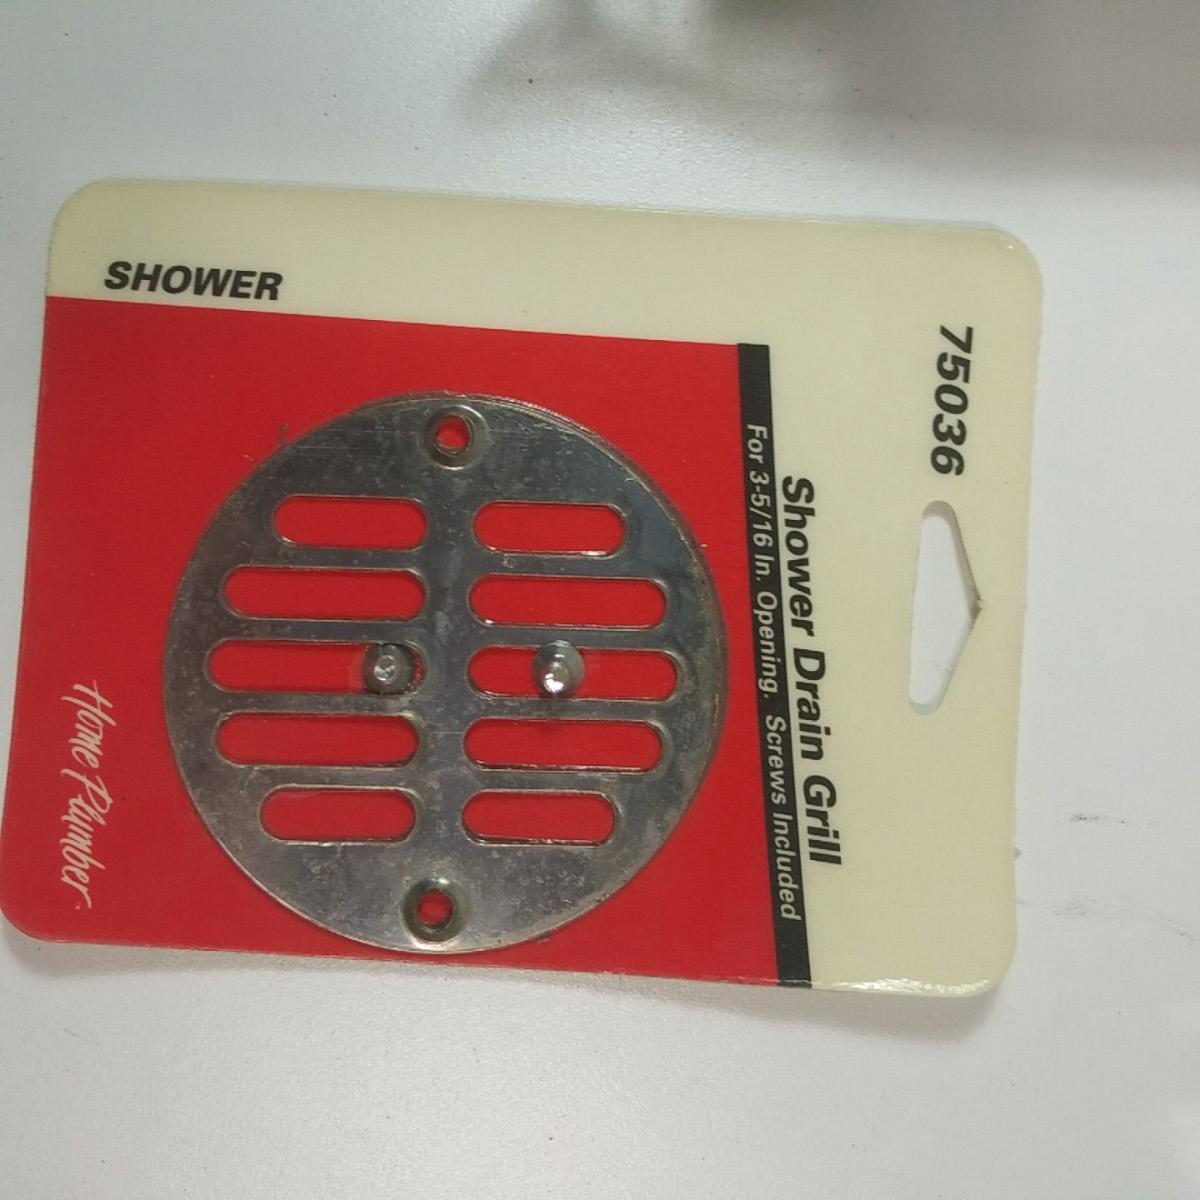 75036
Shower Drain Grill
For 3-5/16 In. Opening. Screws Included
SHOWER
Home Plumber